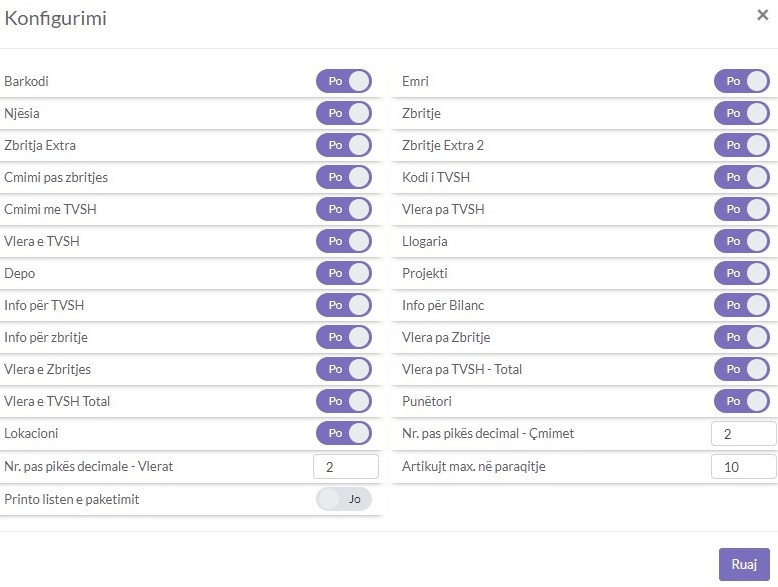 Konfigurimi ×
Barkodi Po Emri Po
Njësia Po Zbritje Po
Zbritja Extra Po Zbritje Extra 2 Po
Cmimi pas zbritjes Po Kodi i TVSH Po
Cmimi me TVSH Po Vlera pa TVSH Po
Vlera e TVSH Po Llogaria Po
Depo Po Projekti Po
Info për TVSH Po Info për Bilanc Po
Info për zbritje Po Vlera pa Zbritje Po
Vlera e Zbritjes Po Vlera pa TVSH - Total Po
Vlera e TVSH Total Po Punëtori Po
Lokacioni Po Nr. pas pikës decimal - Çmimet 2
Nr. pas pikës decimale - Vlerat 2 Artikujt max. në paraqitje 10
Printo listen e paketimit Jo
Ruaj